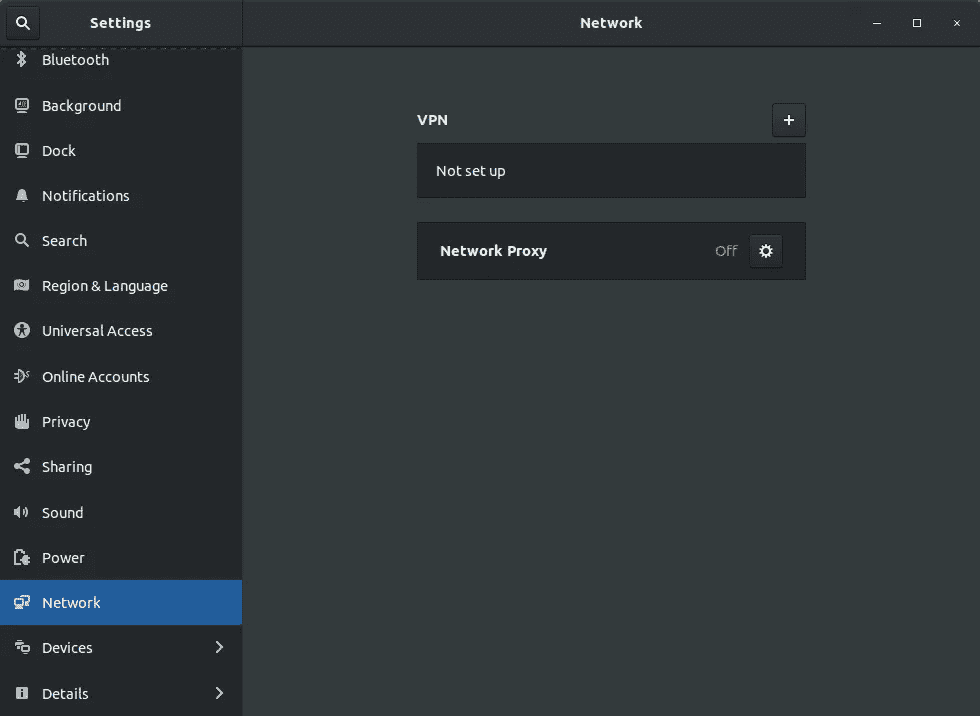 Settings
Network
Bluetooth
Background
Dock
Notifications
Search
Region & Language
Universal Access
Online Accounts
Privacy
Sharing
Sound
Power
Network
Devices
Details
VPN
Not set up
Network Proxy Off